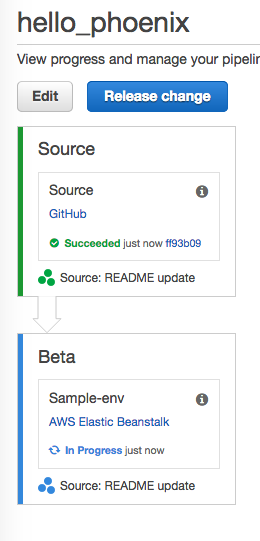 hello_phoenix
View progress and manage your
Edit
Release change
Source
Source
GitHub
Succeeded just now ff93b09
Source: README update
Beta
Sample-env
AWS Elastic Beanstalk
In Progress just now
Source: README update